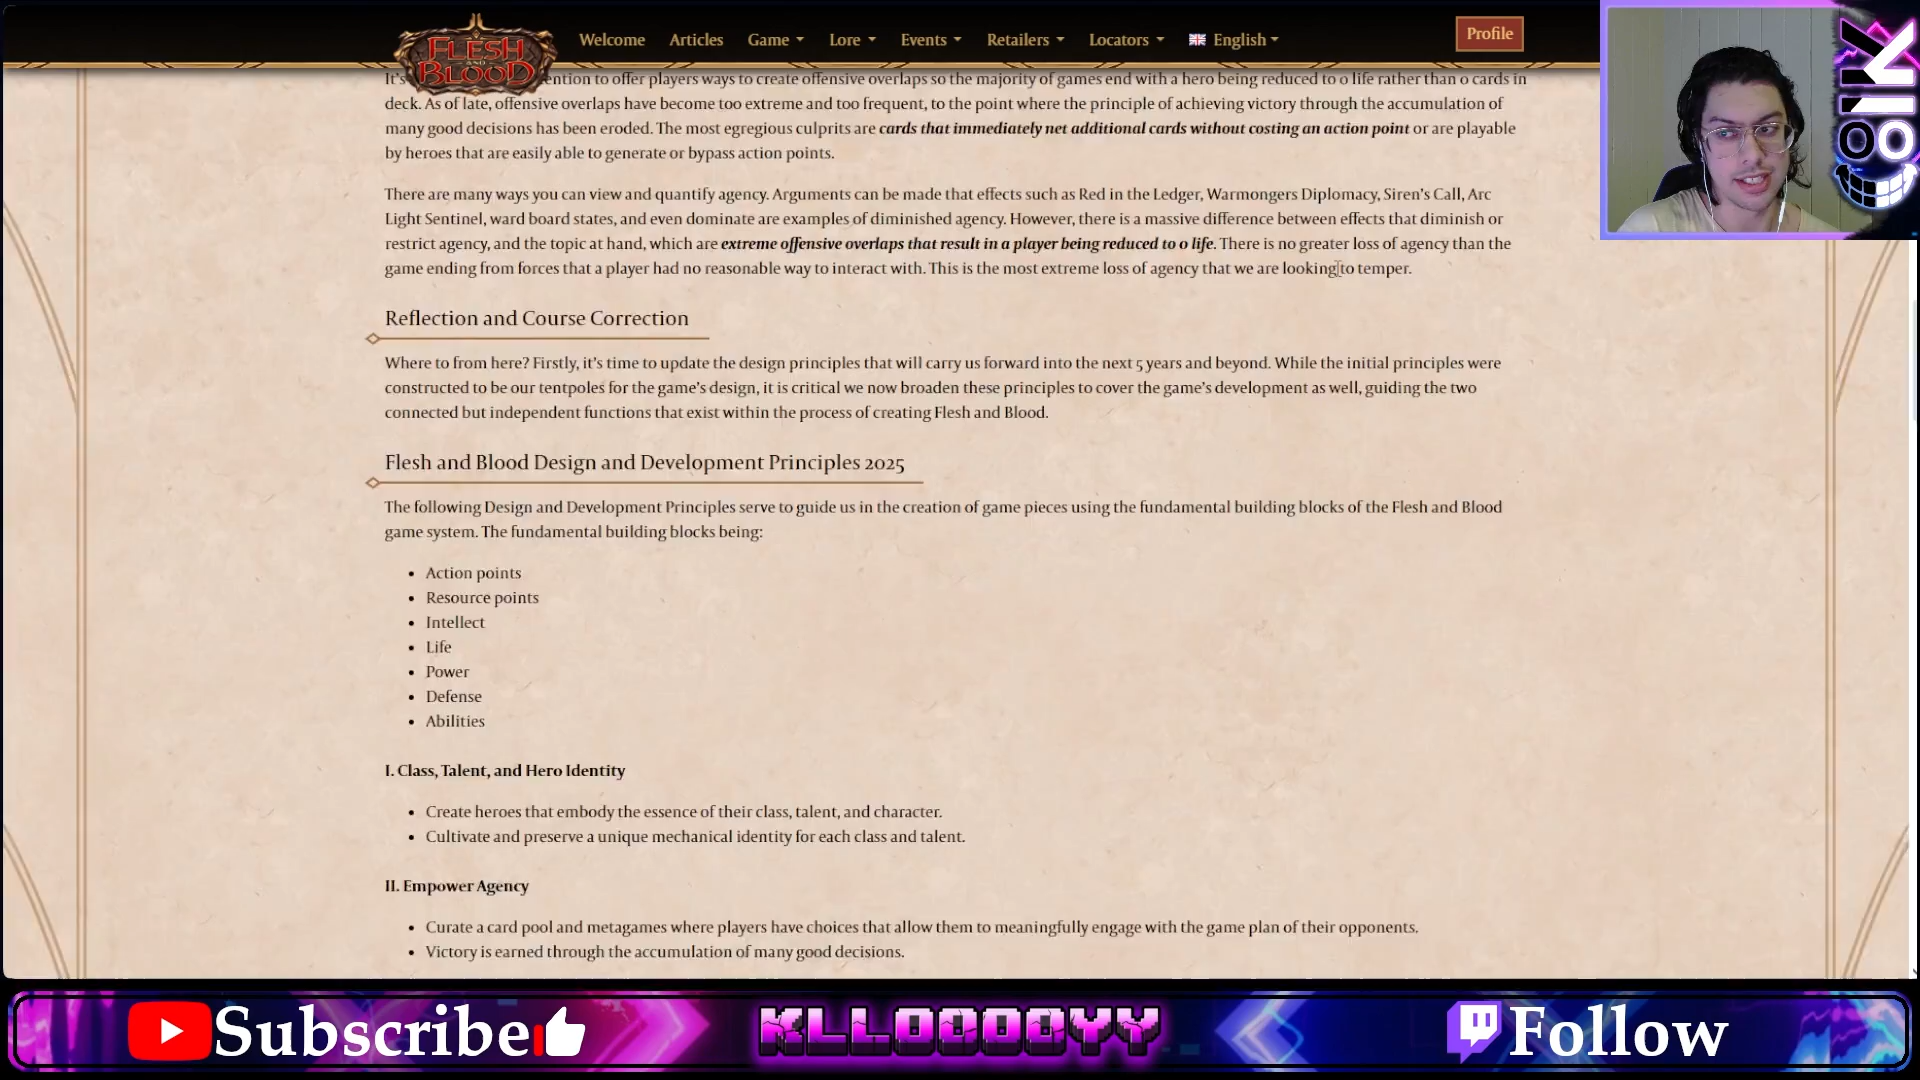 FLESH AND BLOOD
Welcome Articles Game Lore Events Retailers Locators English Profile
It's ention to offer players ways to create offensive overlaps so the majority of games end with a hero being reduced to 0 life rather than 0 cards in
deck. As of late, offensive overlaps have become too extreme and too frequent, to the point where the principle of achieving victory through the accumulation of
many good decisions has been eroded. The most egregious culprits are cards that immediately net additional cards without costing an action point or are playable
by heroes that are easily able to generate or bypass action points.
There are many ways you can view and quantify agency. Arguments can be made that effects such as Red in the Ledger, Warmongers Diplomacy, Siren's Call, Arc
Light Sentinel, ward board states, and even dominate are examples of diminished agency. However, there is a massive difference between effects that diminish or
restrict agency, and the topic at hand, which are extreme offensive overlaps that result in a player being reduced to 0 life. There is no greater loss of agency than the
game ending from forces that a player had no reasonable way to interact with. This is the most extreme loss of agency that we are looking to temper.
Reflection and Course Correction
Where to from here? Firstly, it's time to update the design principles that will carry us forward into the next 5 years and beyond. While the initial principles were
constructed to be our tentpoles for the game's design, it is critical we now broaden these principles to cover the game's development as well, guiding the two
connected but independent functions that exist within the process of creating Flesh and Blood.
Flesh and Blood Design and Development Principles 2025
The following Design and Development Principles serve to guide us in the creation of game pieces using the fundamental building blocks of the Flesh and Blood
game system. The fundamental building blocks being:
• Action points
• Resource points
• Intellect
• Life
• Power
• Defense
• Abilities
I. Class, Talent, and Hero Identity
• Create heroes that embody the essence of their class, talent, and character.
• Cultivate and preserve a unique mechanical identity for each class and talent.
II. Empower Agency
• Curate a card pool and metagames where players have choices that allow them to meaningfully engage with the game plan of their opponents.
• Victory is earned through the accumulation of many good decisions.
Subscribe
KLLOOOOYY
Follow